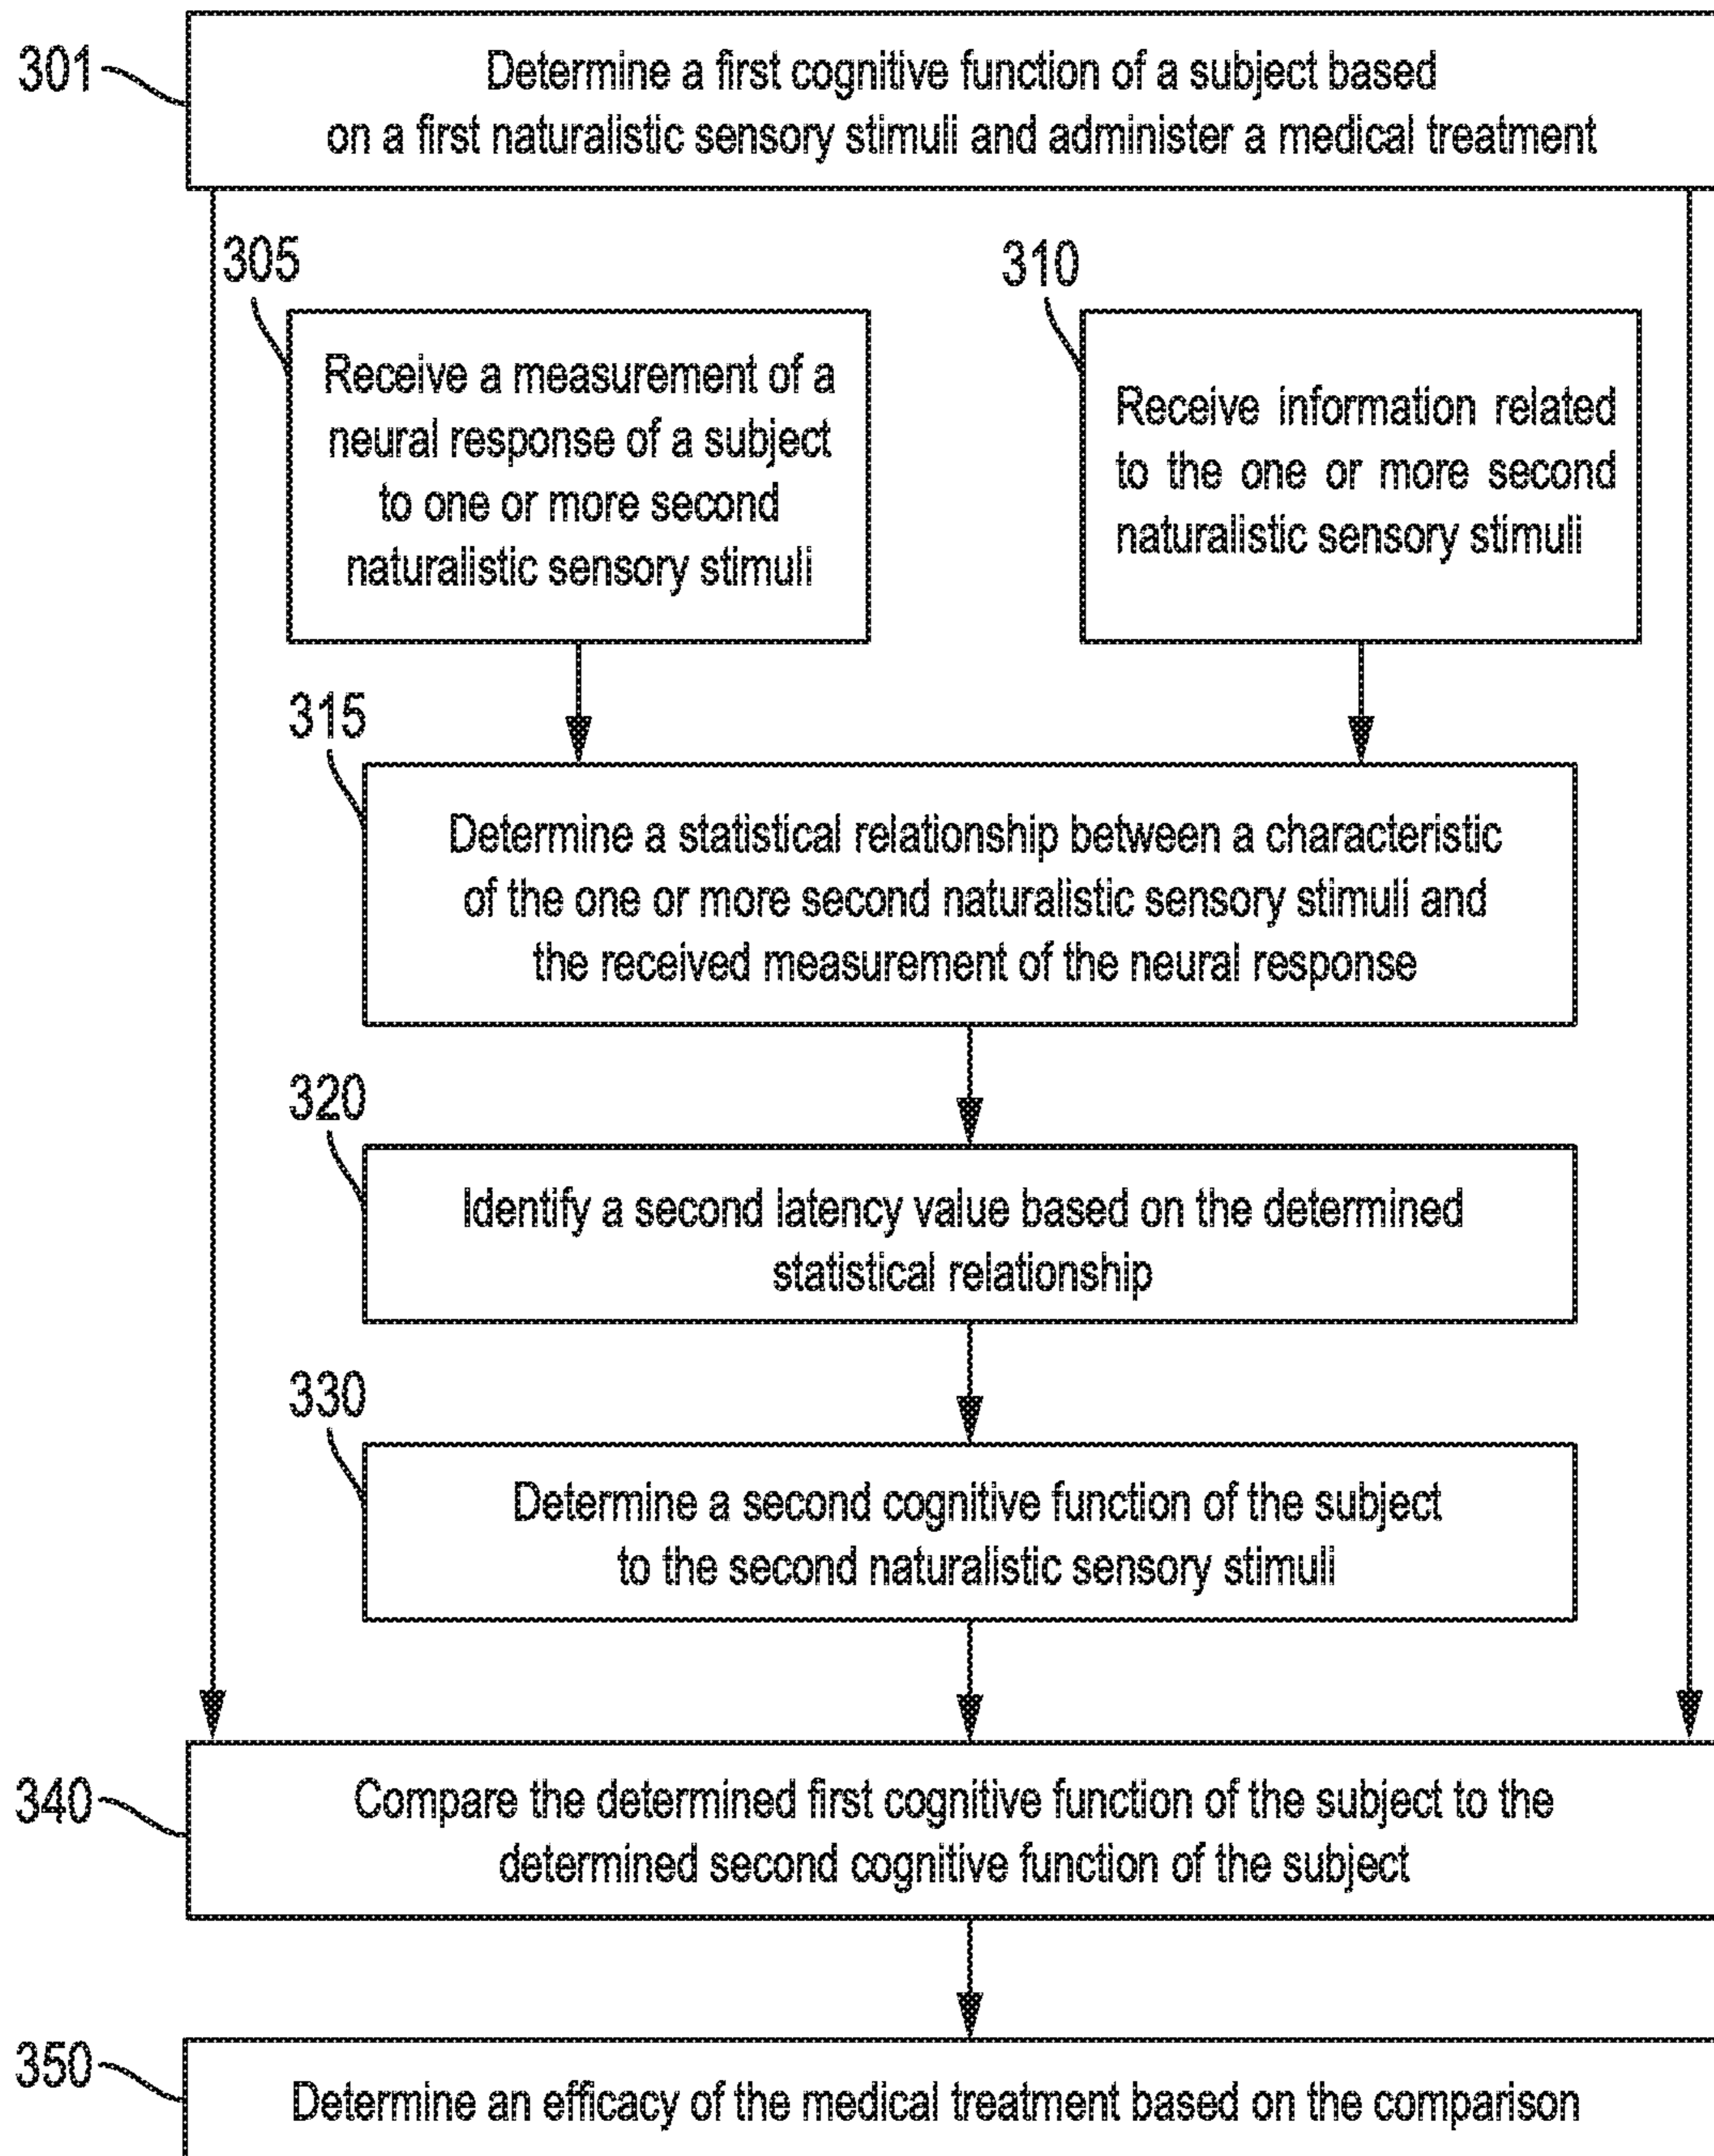 301
Determine a first cognitive function of a subject based
on a first naturalistic sensory stimuli and administer a medical treatment
305
Receive a measurement of a
neural response of a subject
to one or more second
naturalistic sensory stimuli
310
Receive information related
to the one or more second
naturalistic sensory stimuli
315
Determine a statistical relationship between a characteristic
of the one or more second naturalistic sensory stimuli and
the received measurement of the neural response
320
Identify a second latency value based on the determined
statistical relationship
330
Determine a second cognitive function of the subject
to the second naturalistic sensory stimuli
340
Compare the determined first cognitive function of the subject to the
determined second cognitive function of the subject
350
Determine an efficacy of the medical treatment based on the comparison